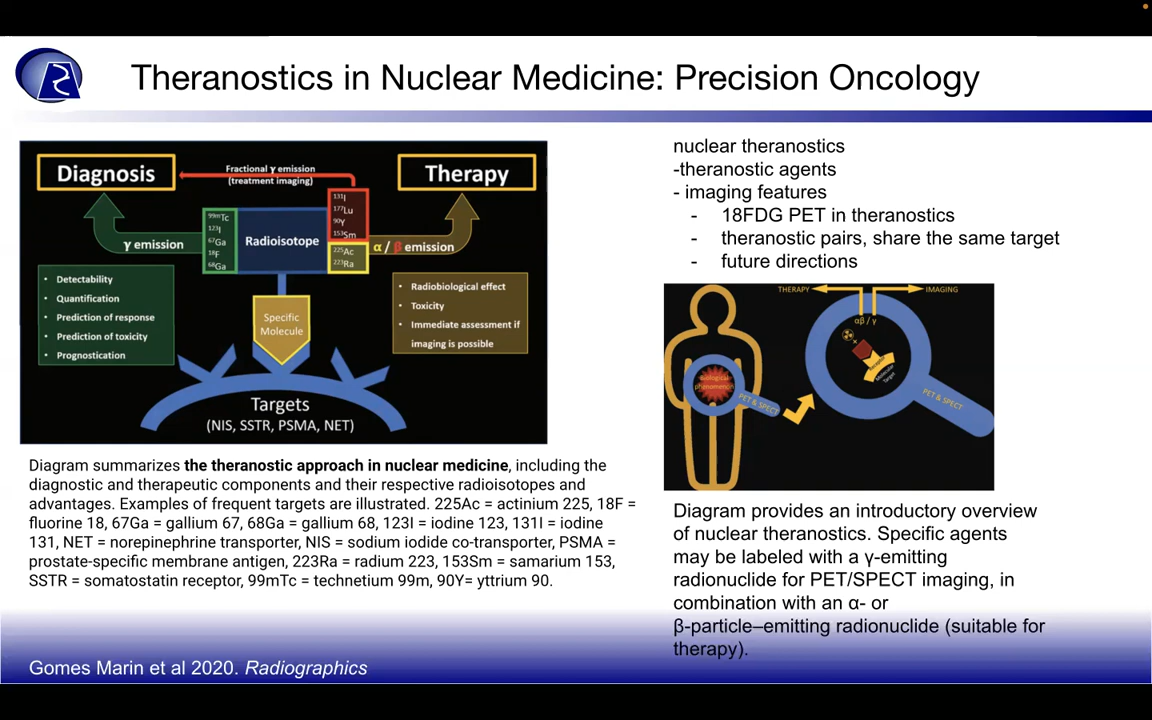 Theranostics in Nuclear Medicine: Precision Oncology
Diagnosis
Fractional γ emission
(treatment imaging)
Therapy
99mTc
123I
67Ga
18F
68Ga
Radioisotope
131I
177Lu
90Y
153Sm
225Ac
223Ra
γ emission
α / β emission
• Detectability
• Quantification
• Prediction of response
• Prediction of toxicity
• Prognostication
Specific
Molecule
• Radiobiological effect
• Toxicity
• Immediate assessment if
imaging is possible
Targets
(NIS, SSTR, PSMA, NET)
Diagram summarizes the theranostic approach in nuclear medicine, including the
diagnostic and therapeutic components and their respective radioisotopes and
advantages. Examples of frequent targets are illustrated. 225Ac = actinium 225, 18F =
fluorine 18, 67Ga = gallium 67, 68Ga = gallium 68, 123I = iodine 123, 131I = iodine
131, NET = norepinephrine transporter, NIS = sodium iodide co-transporter, PSMA =
prostate-specific membrane antigen, 223Ra = radium 223, 153Sm = samarium 153,
SSTR = somatostatin receptor, 99mTc = technetium 99m, 90Y= yttrium 90.
Gomes Marin et al 2020. Radiographics
nuclear theranostics
-theranostic agents
- imaging features
- 18FDG PET in theranostics
- theranostic pairs, share the same target
- future directions
THERAPY
IMAGING
αβ / γ
+
Receptor
Molecular
Target
PET & SPECT
Biological
phenomenon
PET & SPECT
Diagram provides an introductory overview
of nuclear theranostics. Specific agents
may be labeled with a γ-emitting
radionuclide for PET/SPECT imaging, in
combination with an α- or
β-particle–emitting radionuclide (suitable for
therapy).